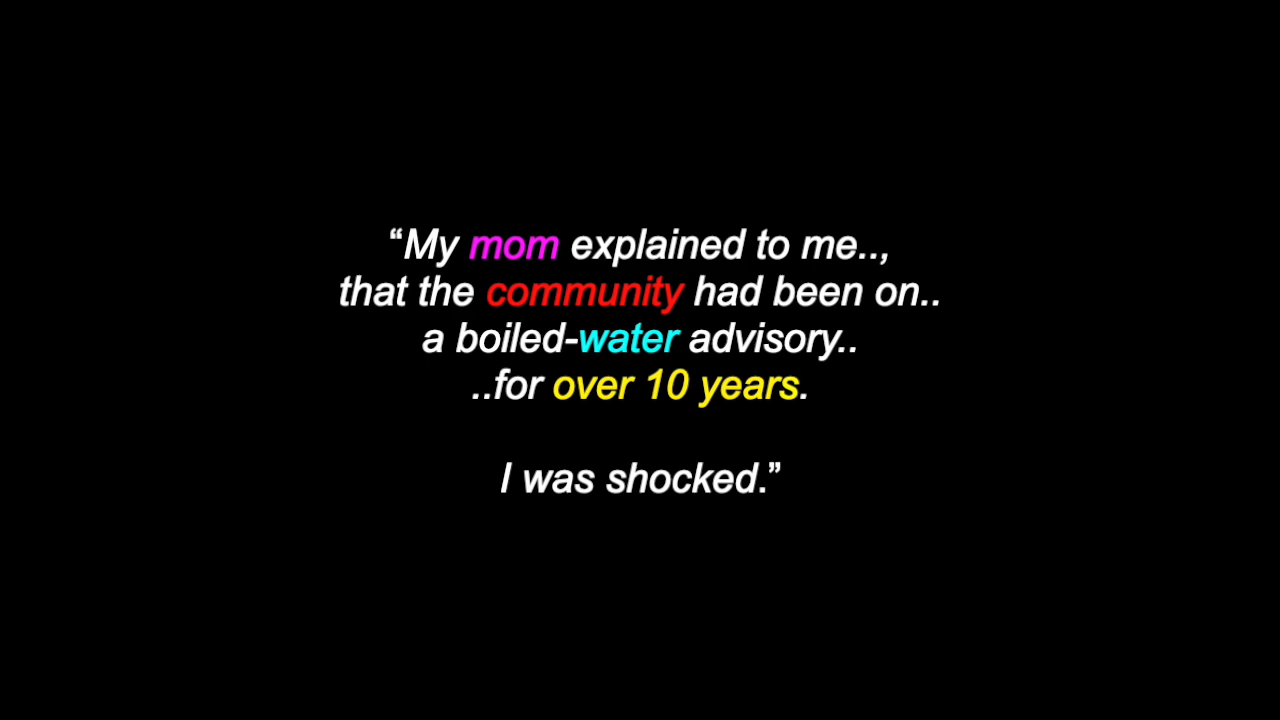 “My mom explained to me..,
that the community had been on..
a boiled-water advisory..
..for over 10 years.
I was shocked.”